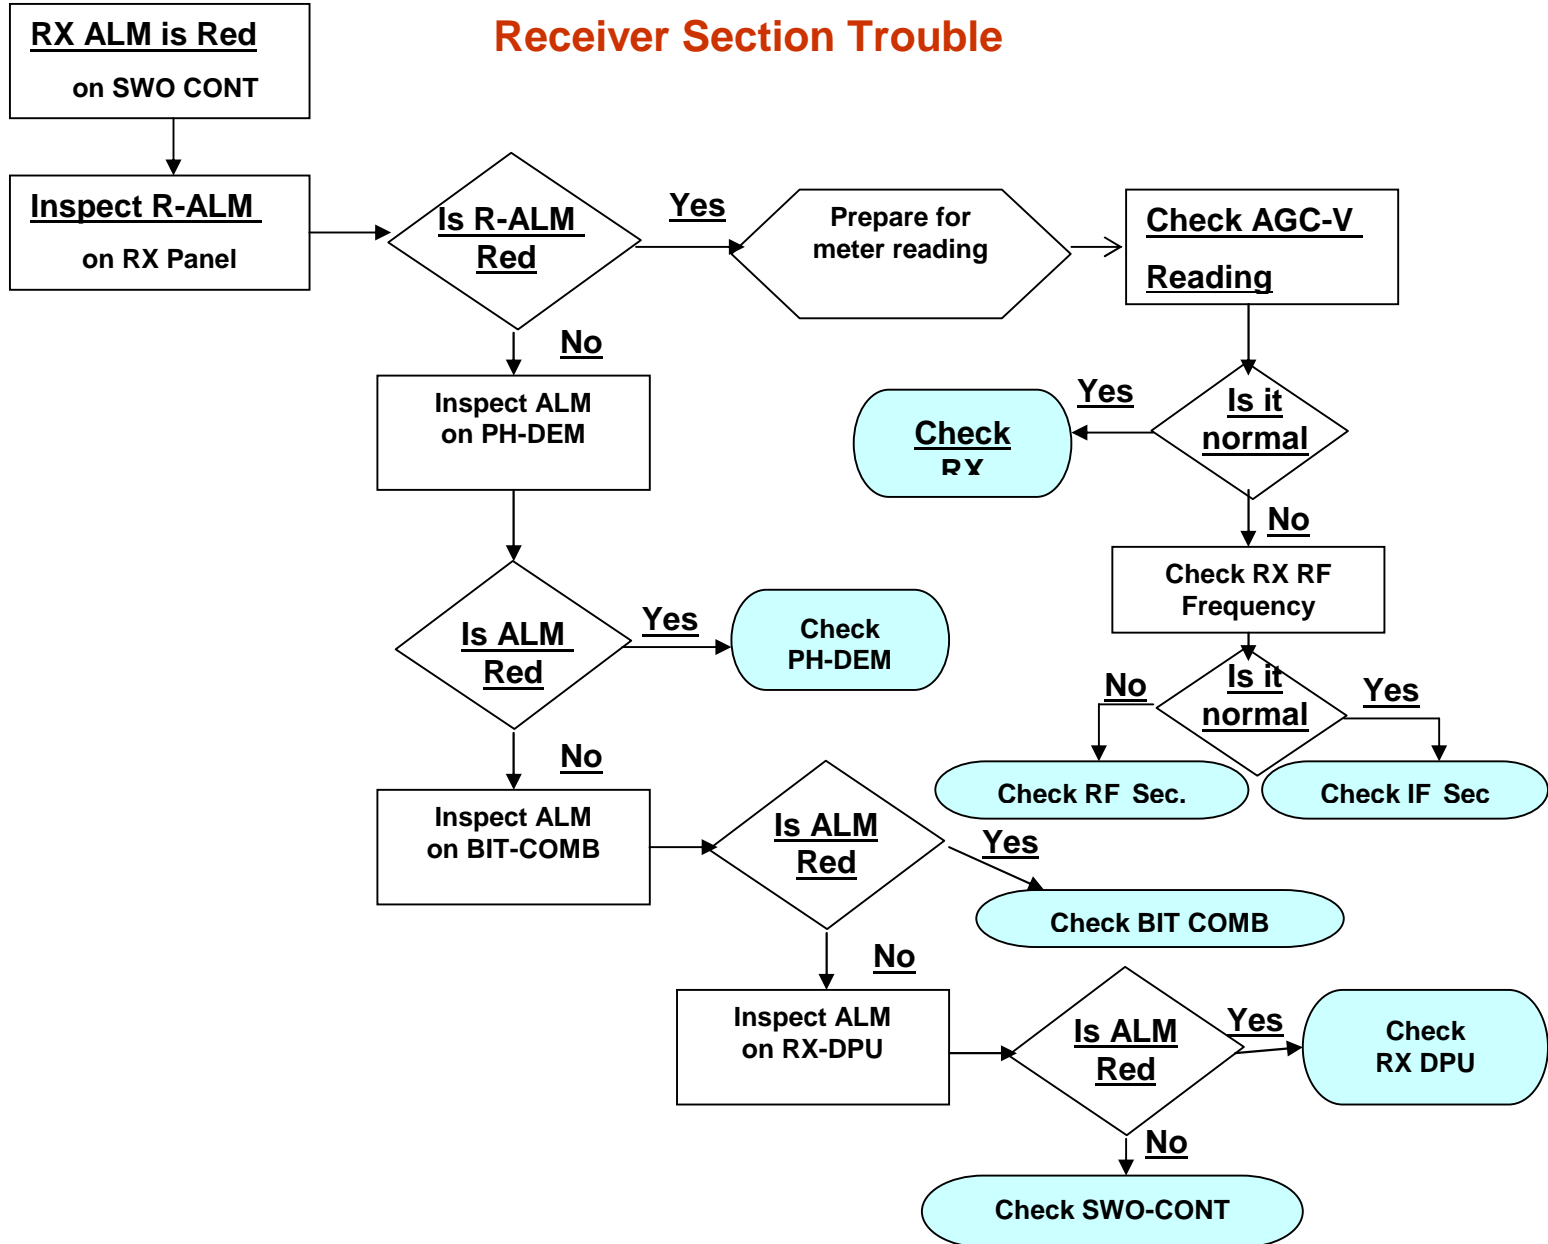 RX ALM is Red
on SWO CONT
Receiver Section Trouble
Inspect R-ALM
on RX Panel
Is R-ALM
Red
Yes
Prepare for
meter reading
Check AGC-V
Reading
No
Inspect ALM
on PH-DEM
Yes
Is it
normal
Check
RX
No
Check RX RF
Frequency
Is ALM
Red
Yes
Check
PH-DEM
No
Is it
normal
Yes
No
Check RF Sec.
Check IF Sec
Inspect ALM
on BIT-COMB
Is ALM
Red
Yes
Check BIT COMB
No
Inspect ALM
on RX-DPU
Is ALM
Red
Yes
Check
RX DPU
No
Check SWO-CONT